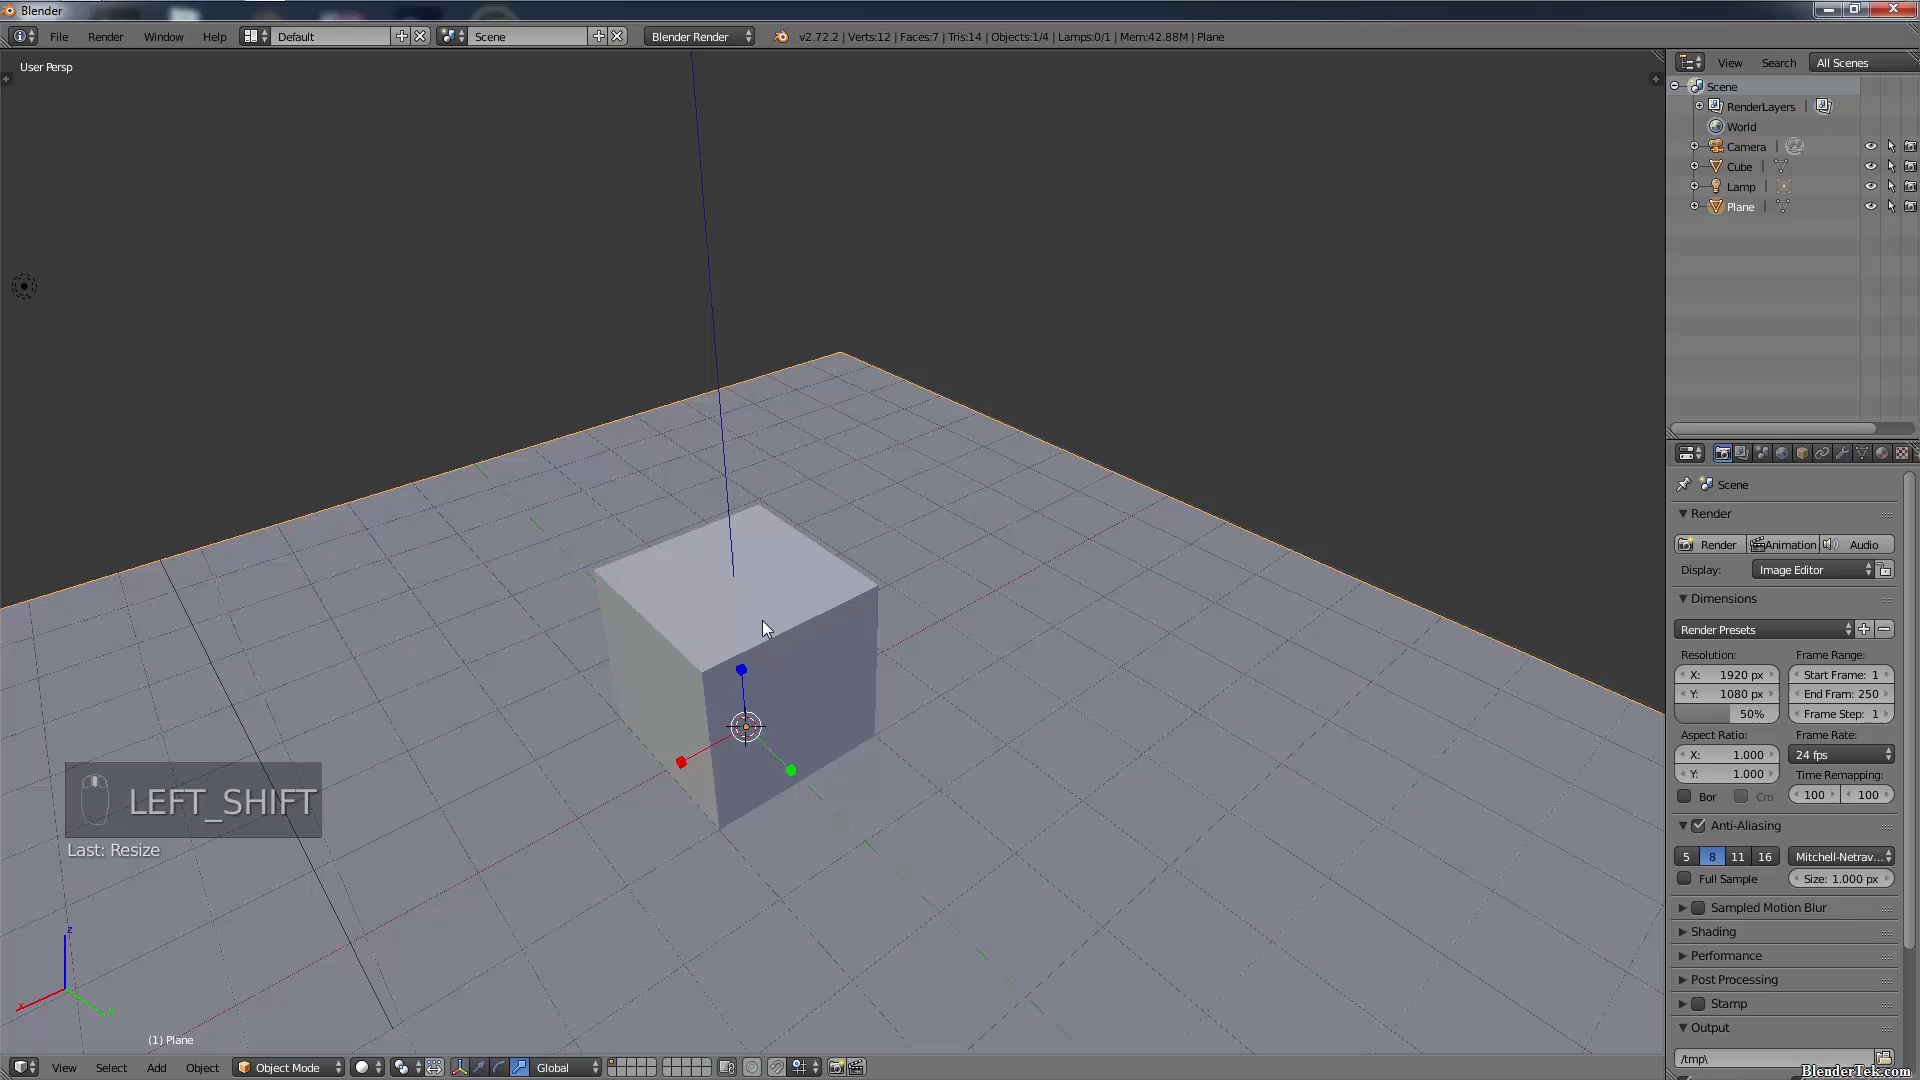 Blender
File Render Window Help Default Scene Blender Render v2.72.2 | Verts:12 | Faces:7 | Tris:14 | Objects:1/4 | Lamps:0/1 | Mem:42.88M | Plane
User Persp
View Search All Scenes
Scene
RenderLayers
World
Camera
Cube
Lamp
Plane
Scene
Render
Render Animation Audio
Display: Image Editor
Dimensions
Render Presets
Resolution: Frame Range:
X: 1920 px Start Frame: 1
Y: 1080 px End Fram: 250
50% Frame Step: 1
Aspect Ratio: Frame Rate:
X: 1.000 24 fps
Y: 1.000 Time Remapping:
Bor Cro 100 100
Anti-Aliasing
5 8 11 16 Mitchell-Netrav...
Full Sample Size: 1.000 px
Sampled Motion Blur
Shading
Performance
Post Processing
Stamp
Output
/tmp\
LEFT_SHIFT
Last: Resize
z
x
y
(1) Plane
View Select Add Object Object Mode Global
BlenderTek.com